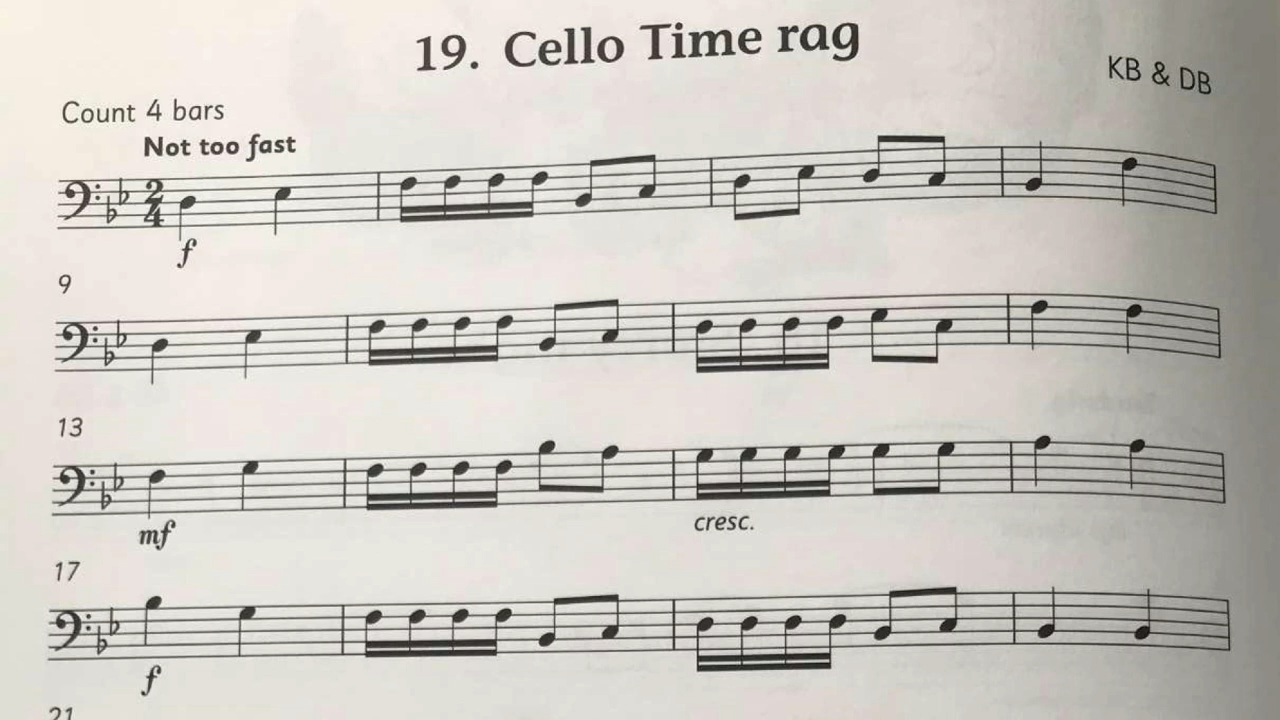 19. Cello Time rag
KB & DB
Count 4 bars
Not too fast
2
4
f
9
13
mf
cresc.
17
f
21